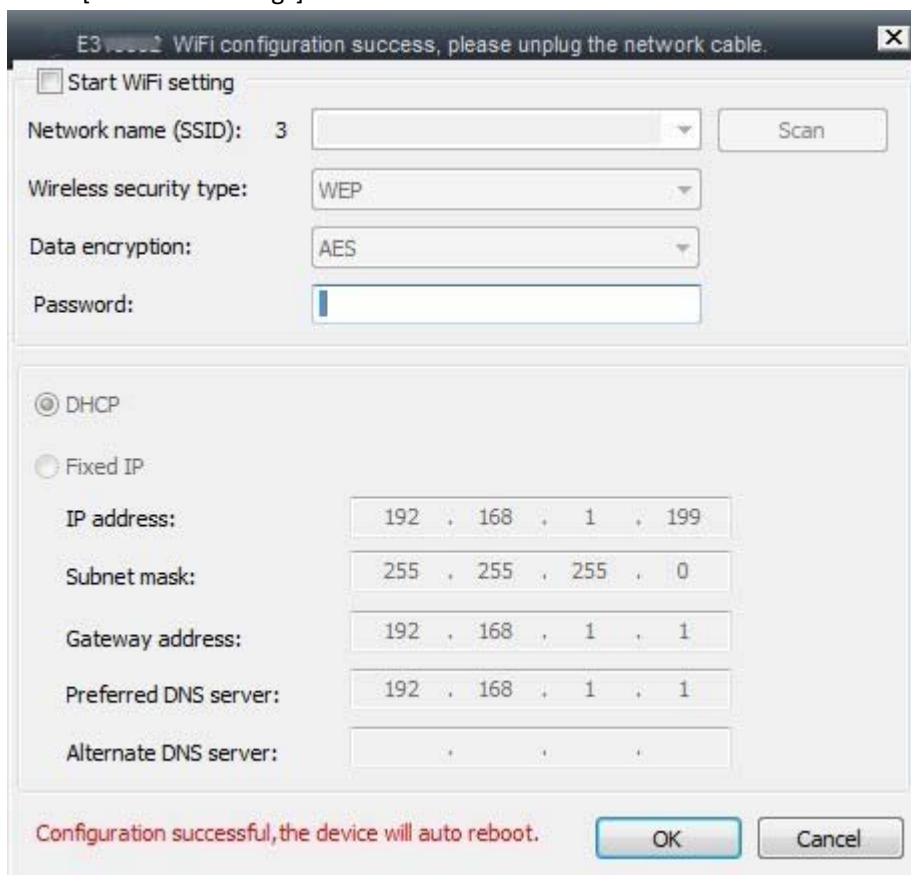 WiFi configuration success, please unplug the network cable.
Start WiFi setting
Network name (SSID): 3 Scan
Wireless security type: WEP
Data encryption: AES
Password:
DHCP
Fixed IP
IP address: 192 . 168 . 1 . 199
Subnet mask: 255 . 255 . 255 . 0
Gateway address: 192 . 168 . 1 . 1
Preferred DNS server: 192 . 168 . 1 . 1
Alternate DNS server: . . .
Configuration successful,the device will auto reboot. OK Cancel